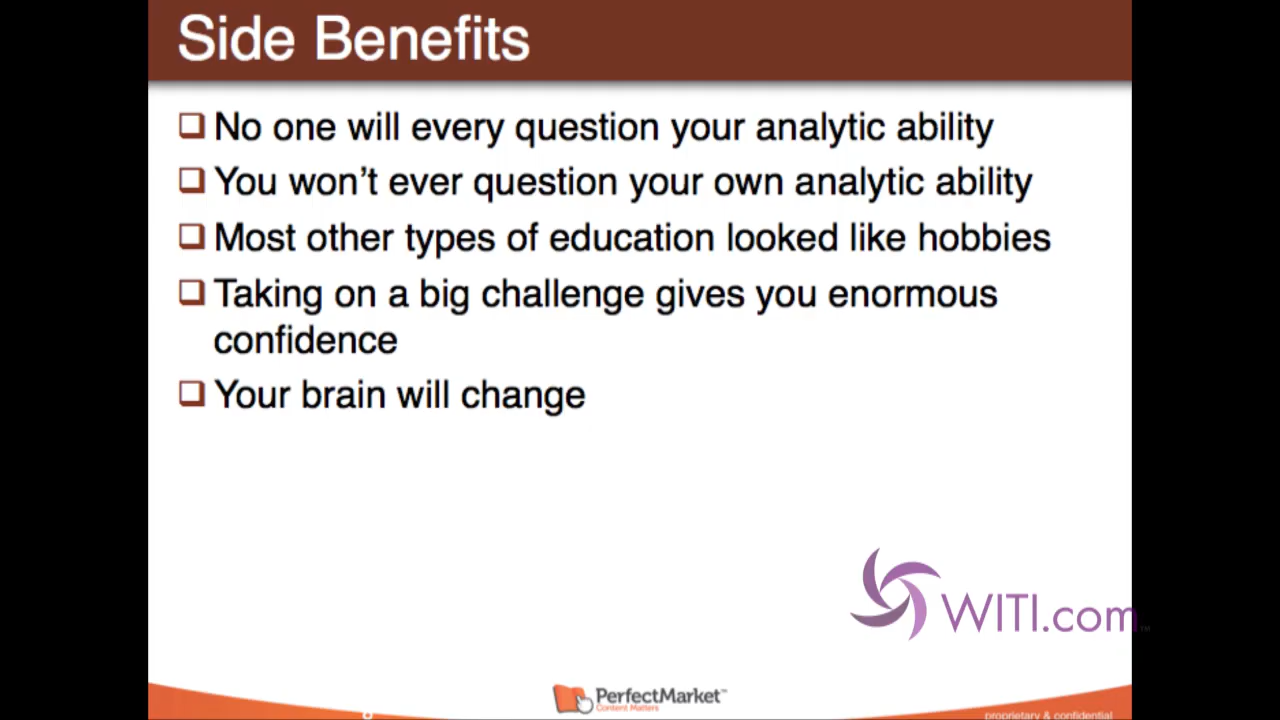 Side Benefits
No one will every question your analytic ability
You won't ever question your own analytic ability
Most other types of education looked like hobbies
Taking on a big challenge gives you enormous
confidence
Your brain will change
WITI.com
PerfectMarket™
Content Matters
proprietary & confidential